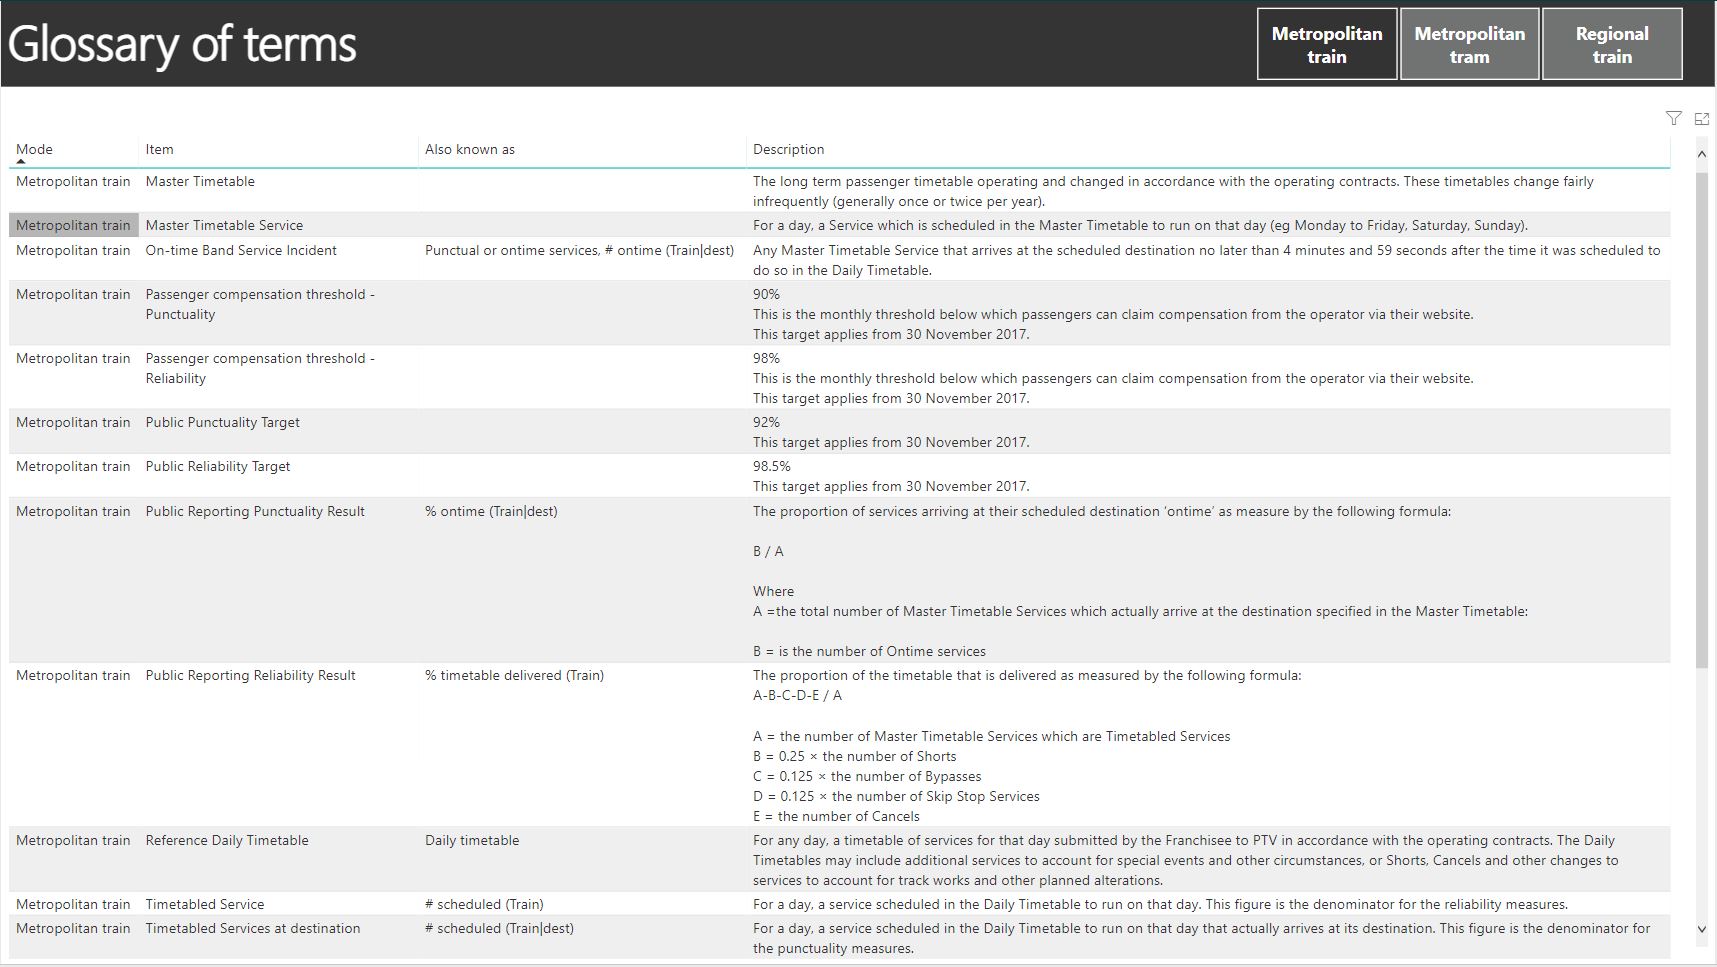 Glossary of terms
Metropolitan
train
Metropolitan
tram
Regional
train
Mode Item Also known as Description
Metropolitan train Master Timetable The long term passenger timetable operating and changed in accordance with the operating contracts. These timetables change fairly
infrequently (generally once or twice per year).
Metropolitan train Master Timetable Service For a day, a Service which is scheduled in the Master Timetable to run on that day (eg Monday to Friday, Saturday, Sunday).
Metropolitan train On-time Band Service Incident Punctual or ontime services, # ontime (Train|dest) Any Master Timetable Service that arrives at the scheduled destination no later than 4 minutes and 59 seconds after the time it was scheduled to
do so in the Daily Timetable.
Metropolitan train Passenger compensation threshold - 90%
Punctuality This is the monthly threshold below which passengers can claim compensation from the operator via their website.
This target applies from 30 November 2017.
Metropolitan train Passenger compensation threshold - 98%
Reliability This is the monthly threshold below which passengers can claim compensation from the operator via their website.
This target applies from 30 November 2017.
Metropolitan train Public Punctuality Target 92%
This target applies from 30 November 2017.
Metropolitan train Public Reliability Target 98.5%
This target applies from 30 November 2017.
Metropolitan train Public Reporting Punctuality Result % ontime (Train|dest) The proportion of services arriving at their scheduled destination ‘ontime’ as measure by the following formula:
B / A
Where
A =the total number of Master Timetable Services which actually arrive at the destination specified in the Master Timetable:
B = is the number of Ontime services
Metropolitan train Public Reporting Reliability Result % timetable delivered (Train) The proportion of the timetable that is delivered as measured by the following formula:
A-B-C-D-E / A
A = the number of Master Timetable Services which are Timetabled Services
B = 0.25 × the number of Shorts
C = 0.125 × the number of Bypasses
D = 0.125 × the number of Skip Stop Services
E = the number of Cancels
Metropolitan train Reference Daily Timetable Daily timetable For any day, a timetable of services for that day submitted by the Franchisee to PTV in accordance with the operating contracts. The Daily
Timetables may include additional services to account for special events and other circumstances, or Shorts, Cancels and other changes to
services to account for track works and other planned alterations.
Metropolitan train Timetabled Service # scheduled (Train) For a day, a service scheduled in the Daily Timetable to run on that day. This figure is the denominator for the reliability measures.
Metropolitan train Timetabled Services at destination # scheduled (Train|dest) For a day, a service scheduled in the Daily Timetable to run on that day that actually arrives at its destination. This figure is the denominator for
the punctuality measures.